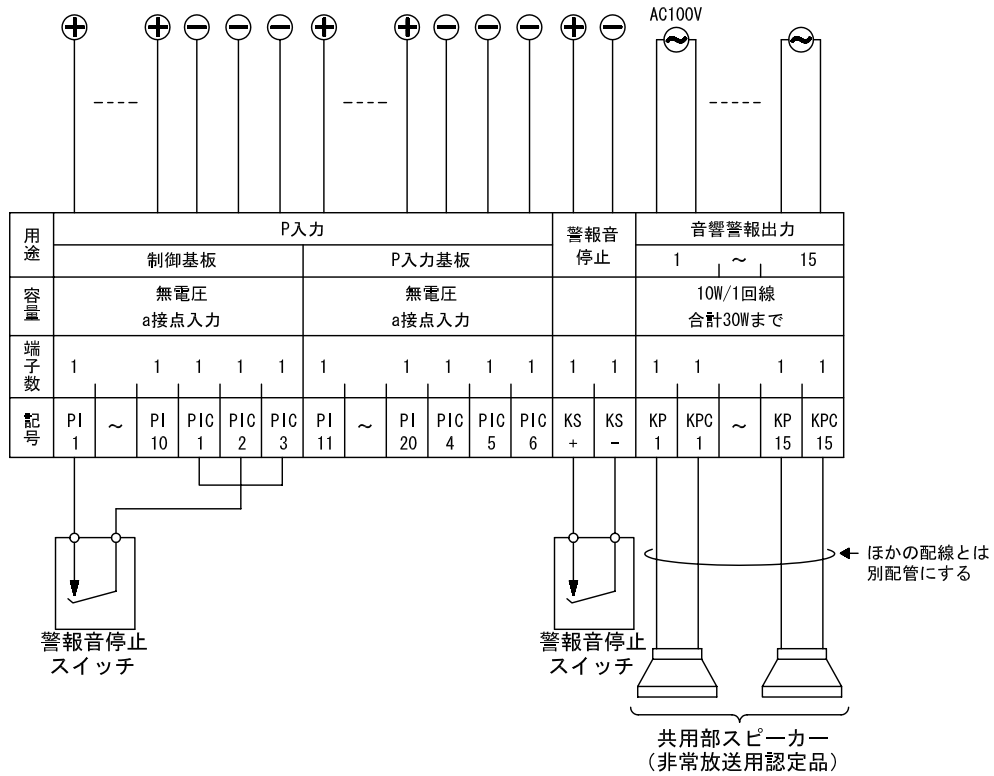 AC100V
用途
P入力
警報音
停止
音響警報出力
制御基板
P入力基板
1 ～ 15
容量
無電圧
a接点入力
無電圧
a接点入力
10W/1回線
合計30Wまで
端子数
1 1 1 1 1 1 1 1 1 1 1 1 1 1 1 1
記号
PI 1
～
PI 10
PIC 1
PIC 2
PIC 3
PI 11
～
PI 20
PIC 4
PIC 5
PIC 6
KS +
KS −
KP 1
KPC 1
～
KP 15
KPC 15
ほかの配線とは
別配管にする
警報音停止
スイッチ
警報音停止
スイッチ
共用部スピーカー
（非常放送用認定品）